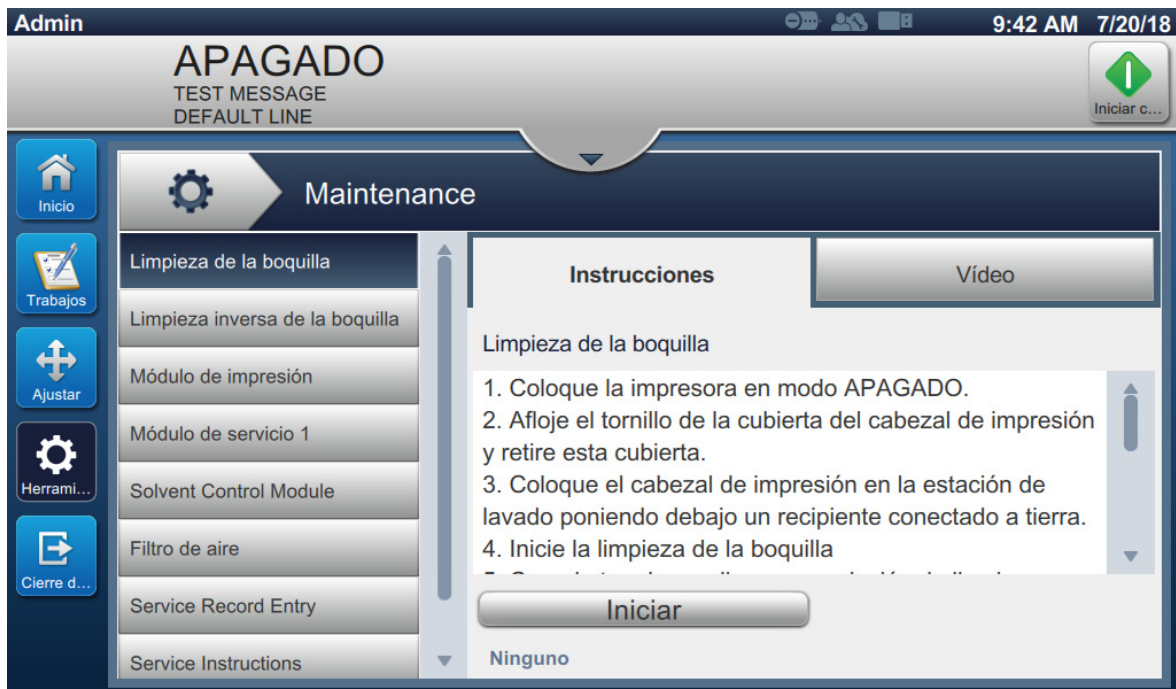 Admin
9:42 AM 7/20/18
APAGADO
TEST MESSAGE
DEFAULT LINE
Iniciar c...
Inicio
Trabajos
Ajustar
Herrami...
Cierre d...
Maintenance
Limpieza de la boquilla
Limpieza inversa de la boquilla
Módulo de impresión
Módulo de servicio 1
Solvent Control Module
Filtro de aire
Service Record Entry
Service Instructions
Instrucciones
Vídeo
Limpieza de la boquilla
1. Coloque la impresora en modo APAGADO.
2. Afloje el tornillo de la cubierta del cabezal de impresión
y retire esta cubierta.
3. Coloque el cabezal de impresión en la estación de
lavado poniendo debajo un recipiente conectado a tierra.
4. Inicie la limpieza de la boquilla
Iniciar
Ninguno